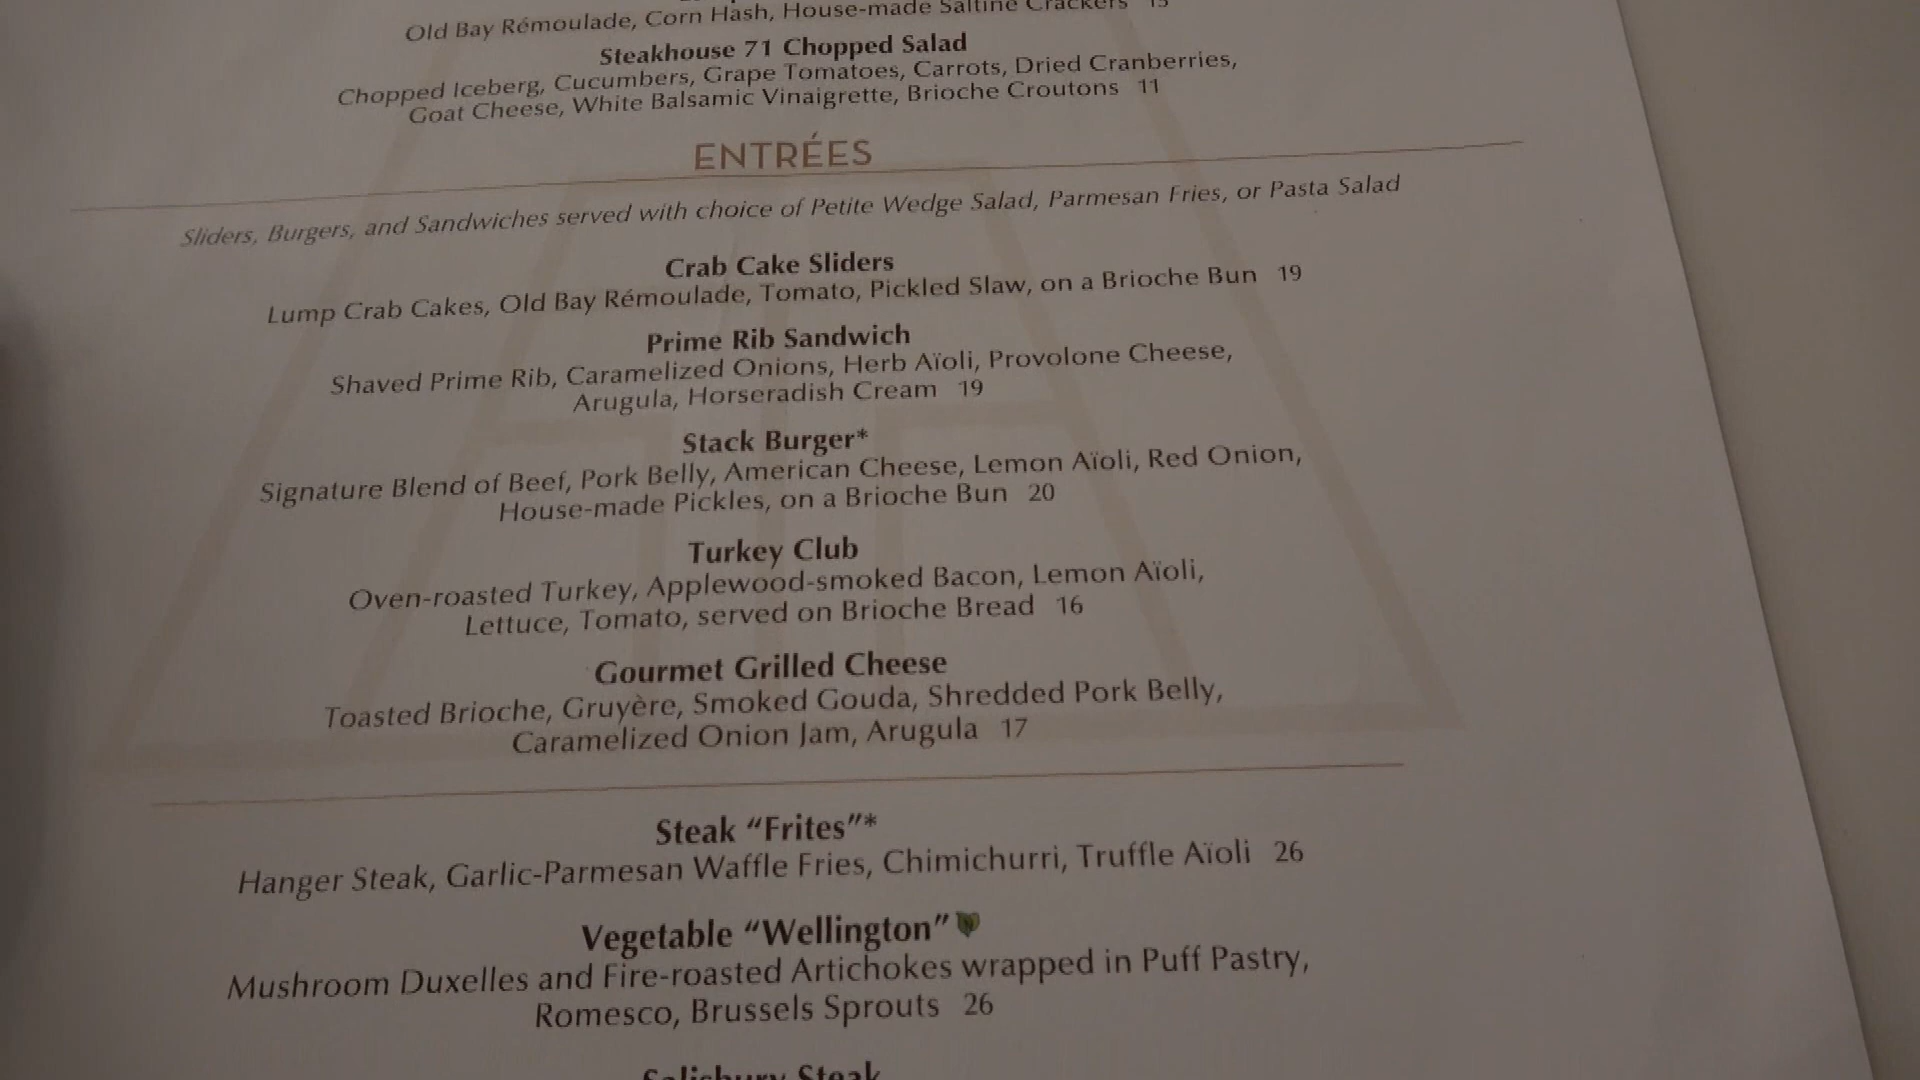 Old Bay Rémoulade, Corn Hash, House-made Saltine Crackers 15
Steakhouse 71 Chopped Salad
Chopped Iceberg, Cucumbers, Grape Tomatoes, Carrots, Dried Cranberries,
Goat Cheese, White Balsamic Vinaigrette, Brioche Croutons 11
ENTRÉES
Sliders, Burgers, and Sandwiches served with choice of Petite Wedge Salad, Parmesan Fries, or Pasta Salad
Crab Cake Sliders
Lump Crab Cakes, Old Bay Rémoulade, Tomato, Pickled Slaw, on a Brioche Bun 19
Prime Rib Sandwich
Shaved Prime Rib, Caramelized Onions, Herb Aïoli, Provolone Cheese,
Arugula, Horseradish Cream 19
Stack Burger*
Signature Blend of Beef, Pork Belly, American Cheese, Lemon Aïoli, Red Onion,
House-made Pickles, on a Brioche Bun 20
Turkey Club
Oven-roasted Turkey, Applewood-smoked Bacon, Lemon Aïoli,
Lettuce, Tomato, served on Brioche Bread 16
Gourmet Grilled Cheese
Toasted Brioche, Gruyère, Smoked Gouda, Shredded Pork Belly,
Caramelized Onion Jam, Arugula 17
Steak “Frites”*
Hanger Steak, Garlic-Parmesan Waffle Fries, Chimichurri, Truffle Aïoli 26
Vegetable “Wellington”
Mushroom Duxelles and Fire-roasted Artichokes wrapped in Puff Pastry,
Romesco, Brussels Sprouts 26
Salisbury Steak